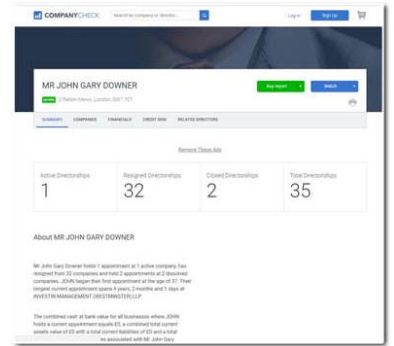 COMPANYCHECK
Log in
Sign Up
MR JOHN GARY DOWNER
Buy report
Watch
SUMMARY COMPANIES FINANCIALS CREDIT RISK RELATED DIRECTORS
Remove These Ads
Active Directorships
1
Resigned Directorships
32
Closed Directorships
2
Total Directorships
35
About MR JOHN GARY DOWNER
Mr John Gary Downer holds 1 appointment at 1 active company, has
resigned from 32 companies and held 2 appointments at 2 dissolved
companies. JOHN began their first appointment at the age of 37. Their
longest current appointment spans 4 years, 2 months and 1 days at
INVESTIN MANAGEMENT (WESTMINSTER) LLP
The combined cash at bank value for all businesses where JOHN
holds a current appointment equals £0, a combined total current
assets value of £0 with a total current liabilities of £0 and a total
es associated with Mr John Gary